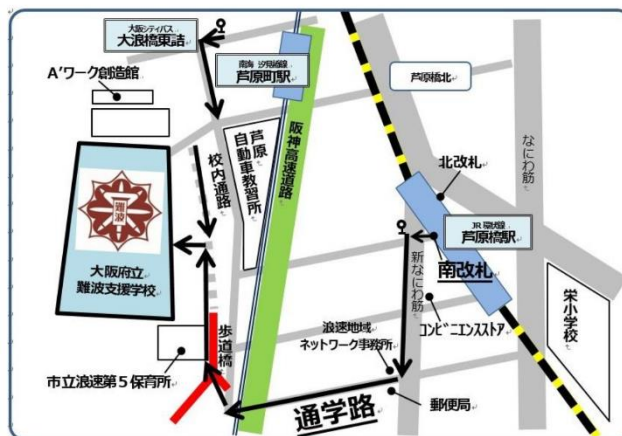 大阪シティバス
大浪橋東詰
南海 汐見橋線
芦原町駅
芦原橋北
A’ワーク創造館
芦原
自動車教習所
校内通路
阪神高速道路
なにわ筋
北改札
JR 環状線
芦原橋駅
南改札
新なにわ筋
難波
大阪府立
難波支援学校
栄小学校
コンビニエンスストア
浪速地域
ネットワーク事務所
歩道橋
市立浪速第5保育所
通学路
郵便局